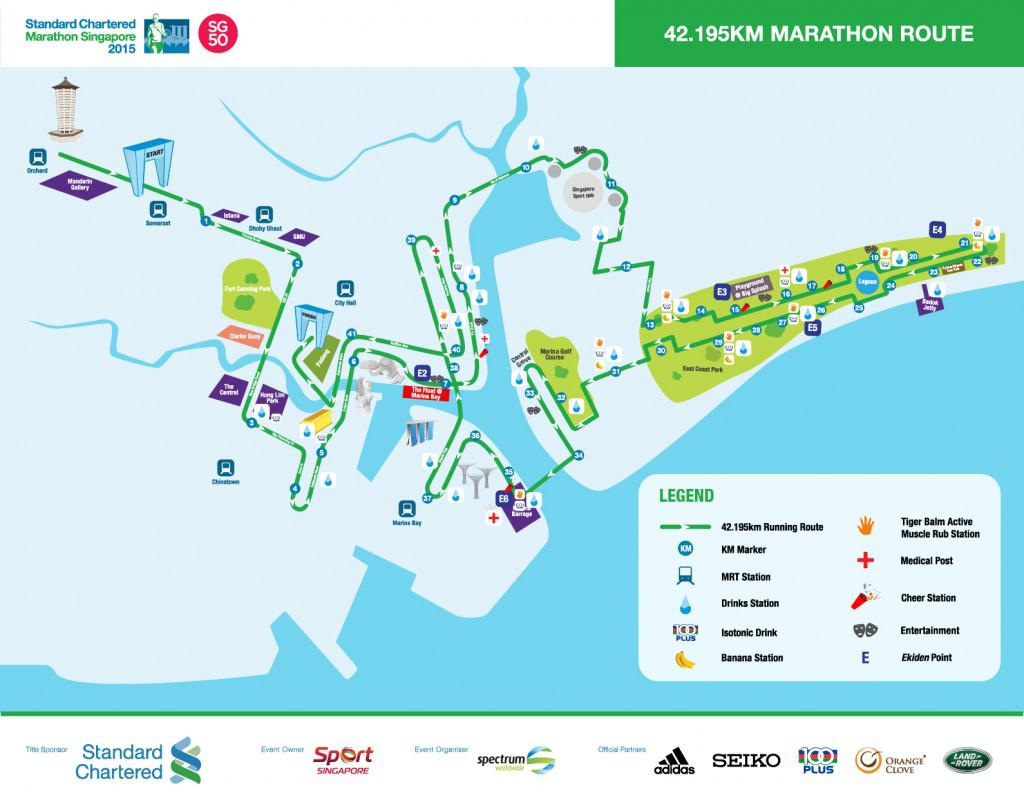 Standard Chartered
Marathon Singapore
2015
SG
50
42.195KM MARATHON ROUTE
START
Orchard
Mandarin
Gallery
Somerset
1
Istana
Dhoby Ghaut
SMU
2
Fort Canning Park
City Hall
FINISH
Padang
Clarke Quay
The
Central
Hong Lim
Park
3
Chinatown
4
5
6
41
E2
7
The Float @
Marina Bay
39
8
40
38
9
10
11
Singapore
Sport Hub
12
13
14
E3
Playground
@ Big Splash
15
16
17
18
19
20
E4
21
22
23
Lagoon
24
Bedok
Jetty
25
26
E5
27
28
29
East Coast Park
30
31
Marina Golf
Course
32
33
34
35
36
37
E6
Barrage
Marina Bay
LEGEND
42.195km Running Route
KM
KM Marker
MRT Station
Drinks Station
100
PLUS
Isotonic Drink
Banana Station
Tiger Balm Active
Muscle Rub Station
Medical Post
Cheer Station
Entertainment
E
Ekiden Point
Title Sponsor
Standard
Chartered
Event Owner
Sport
SINGAPORE
Event Organiser
spectrum
worldwide
Official Partners
adidas
SEIKO
100
PLUS
ORANGE
CLOVE
LAND
ROVER